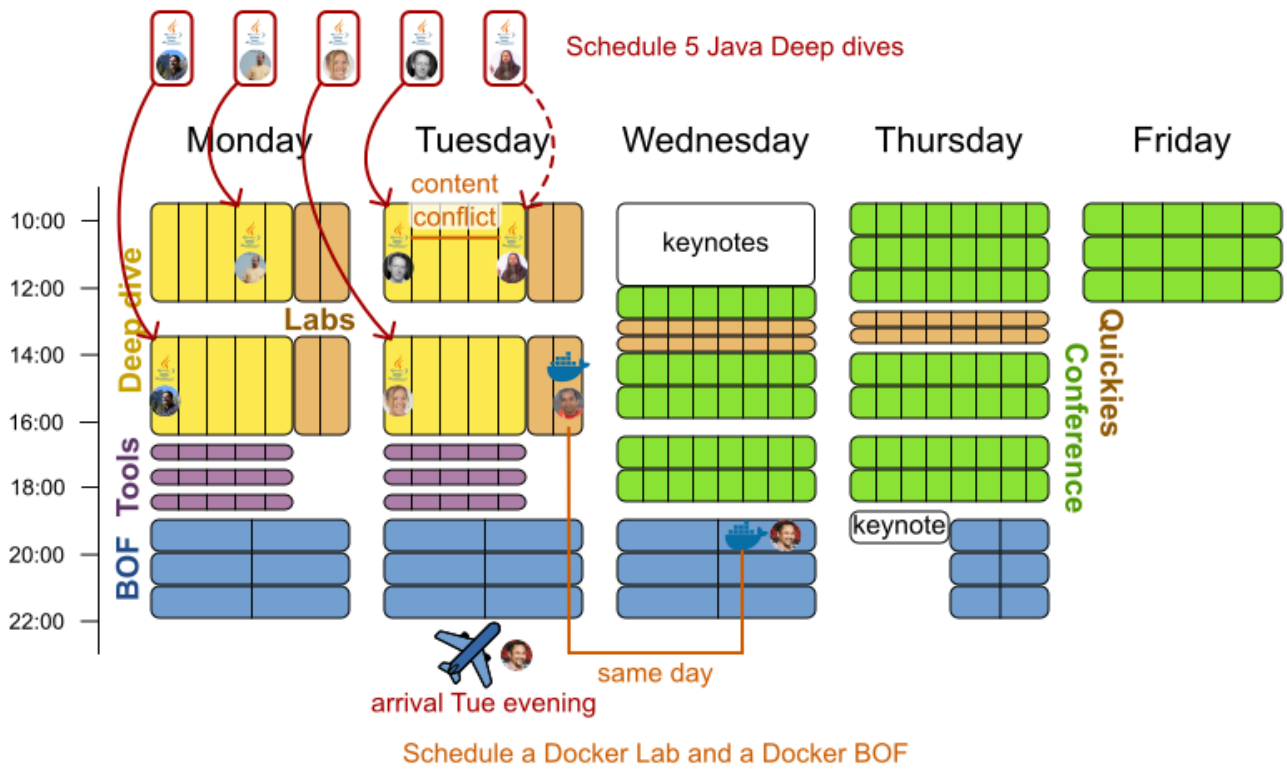 Schedule 5 Java Deep dives
Monday
Tuesday
Wednesday
Thursday
Friday
content
conflict
10:00
12:00
14:00
16:00
18:00
20:00
22:00
Deep dive
Labs
Tools
BOF
keynotes
keynote
Quickies
Conference
same day
arrival Tue evening
Schedule a Docker Lab and a Docker BOF